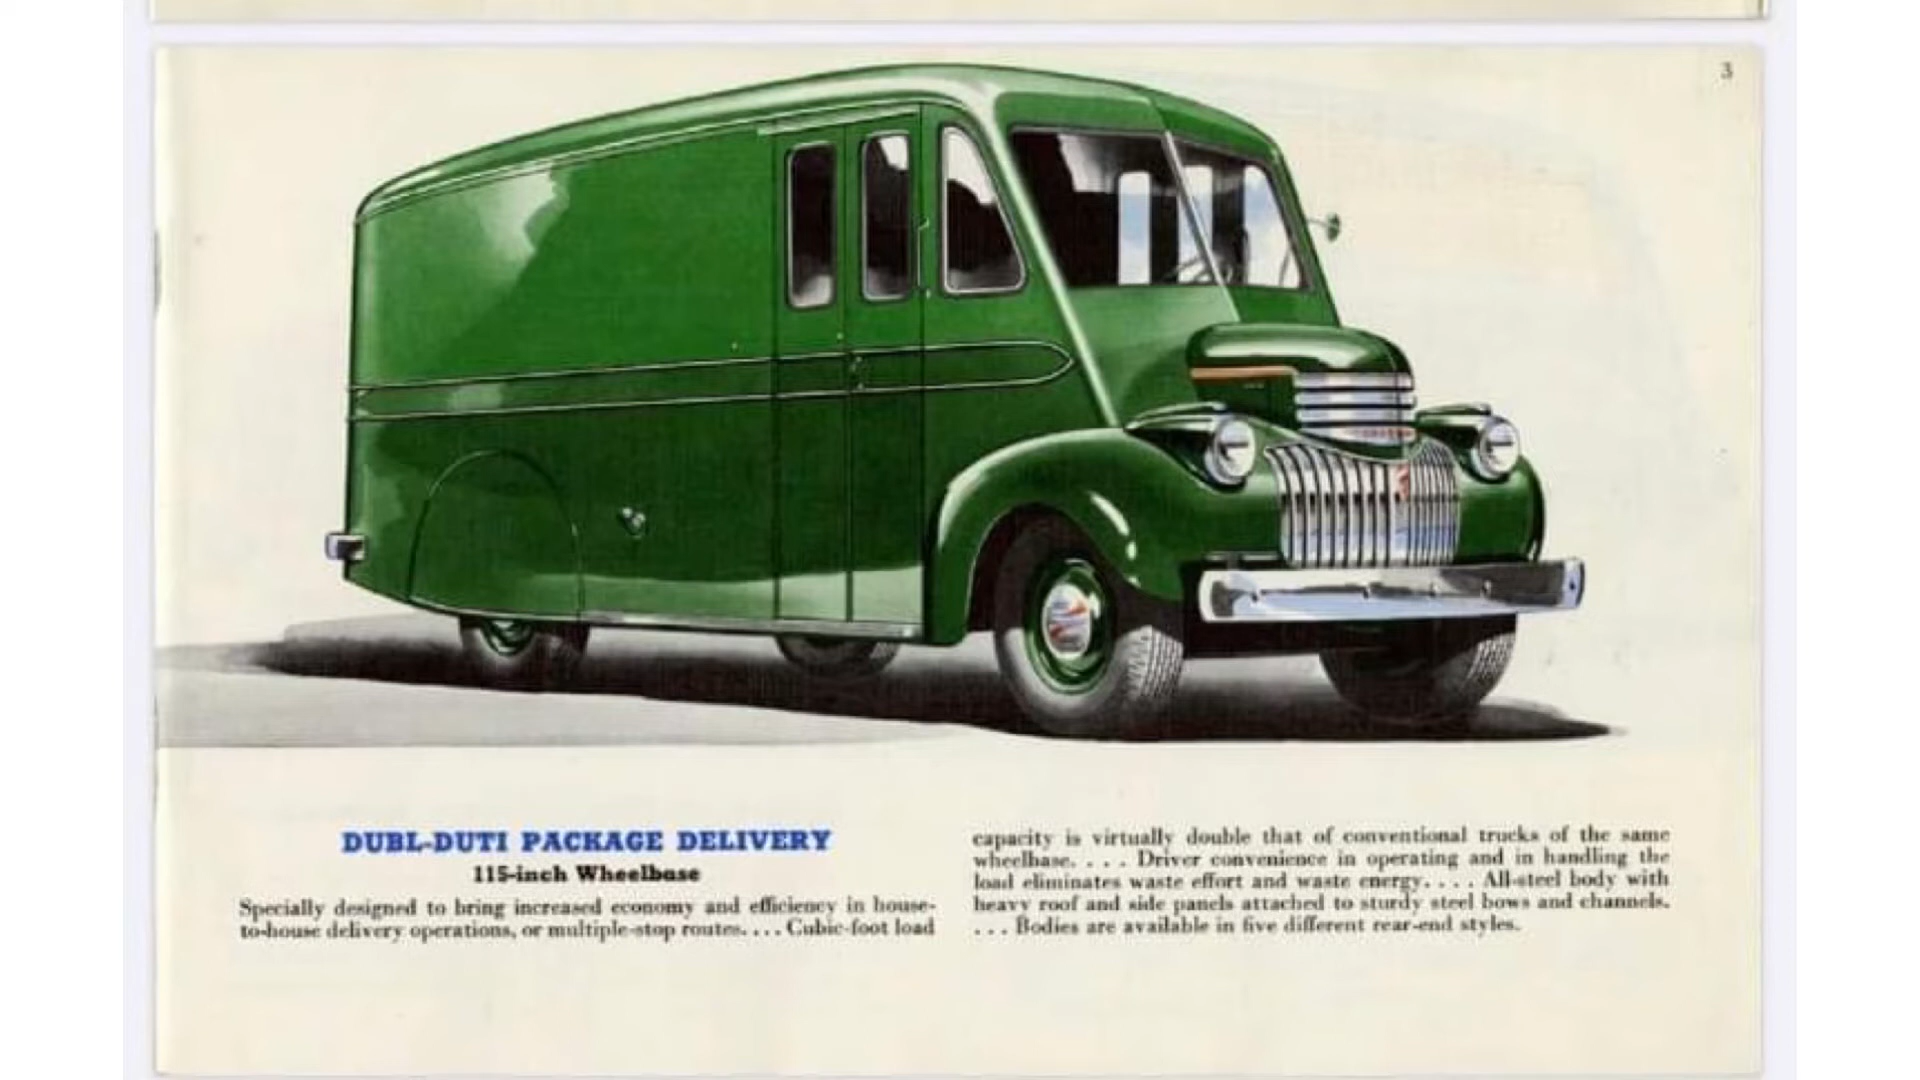 3
DUBL-DUTI PACKAGE DELIVERY
115-inch Wheelbase
Specially designed to bring increased economy and efficiency in house-
to-house delivery operations, or multiple-stop routes. . . . Cubic-foot load
capacity is virtually double that of conventional trucks of the same
wheelbase. . . . Driver convenience in operating and in handling the
load eliminates waste effort and waste energy. . . . All-steel body with
heavy roof and side panels attached to sturdy steel bows and channels.
. . . Bodies are available in five different rear-end styles.